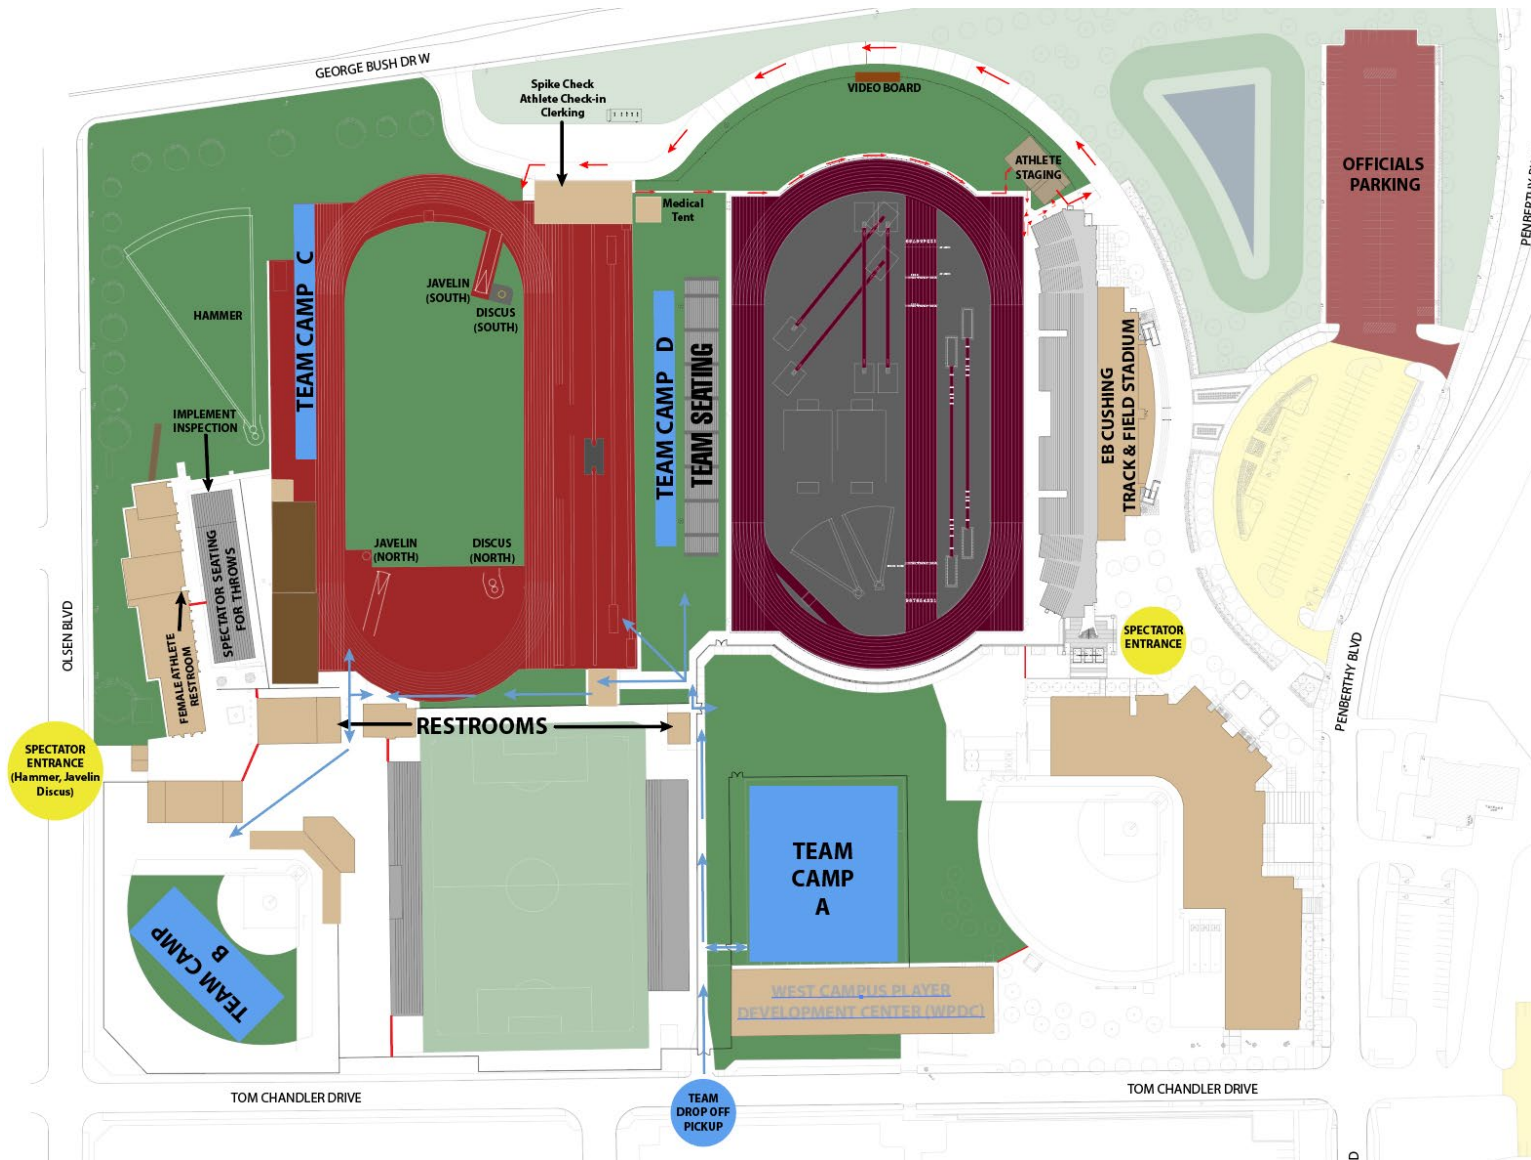 GEORGE BUSH DR W
Spike Check
Athlete Check-in
Clerking
VIDEO BOARD
ATHLETE
STAGING
OFFICIALS
PARKING
PENBERTHY
Medical
Tent
TEAM CAMP C
JAVELIN
(SOUTH)
DISCUS
(SOUTH)
HAMMER
TEAM CAMP D
TEAM SEATING
EB CUSHING
TRACK & FIELD STADIUM
IMPLEMENT
INSPECTION
JAVELIN
(NORTH)
DISCUS
(NORTH)
SPECTATOR SEATING
FOR THROWS
FEMALE ATHLETE
RESTROOM
OLSEN BLVD
SPECTATOR
ENTRANCE
PENBERTHY BLVD
RESTROOMS
SPECTATOR
ENTRANCE
(Hammer, Javelin
Discus)
TEAM
CAMP
A
TEAM CAMP
B
WEST CAMPUS PLAYER
DEVELOPMENT CENTER (WPDC)
TOM CHANDLER DRIVE
TOM CHANDLER DRIVE
TEAM
DROP OFF
PICKUP
D